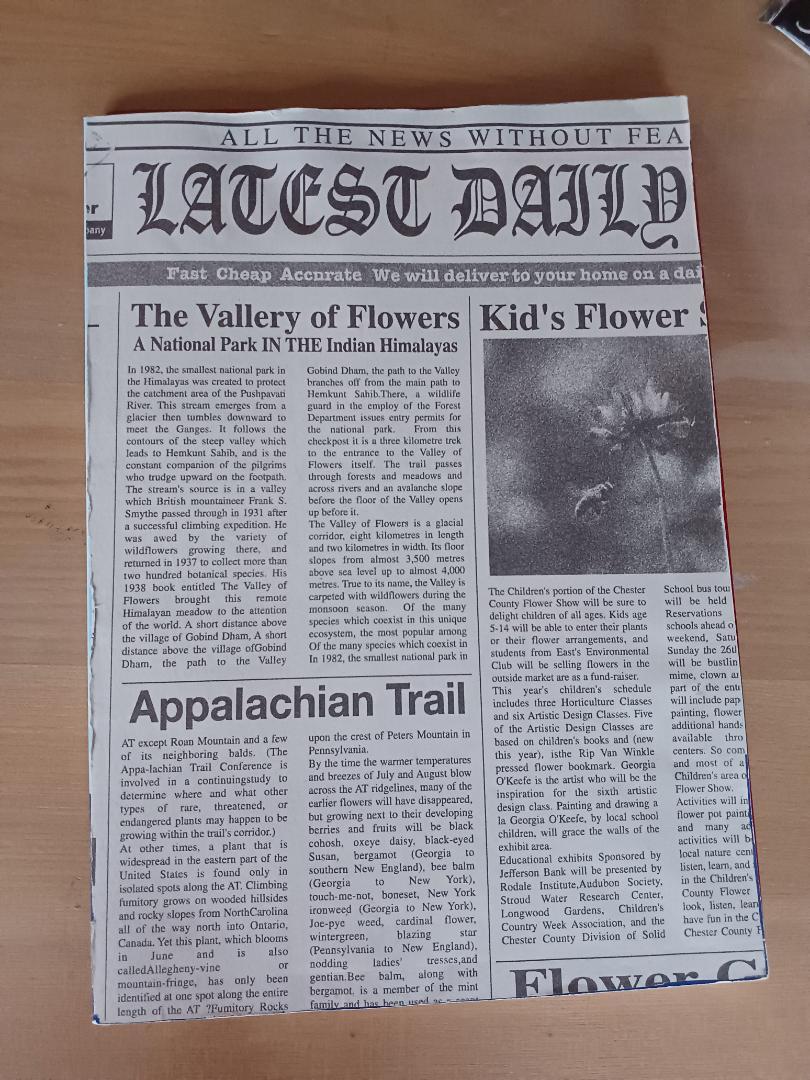 ALL THE NEWS WITHOUT FEA
er
pany
LATEST DAILY
Fast Cheap Accnrate We will deliver to your home on a dai
The Vallery of Flowers
A National Park IN THE Indian Himalayas
In 1982, the smallest national park in
the Himalayas was created to protect
the catchment area of the Pushpavati
River. This stream emerges from a
glacier then tumbles downward to
meet the Ganges. It follows the
contours of the steep valley which
leads to Hemkunt Sahib, and is the
constant companion of the pilgrims
who trudge upward on the footpath.
The stream's source is in a valley
which British mountaineer Frank S.
Smythe passed through in 1931 after
a successful climbing expedition. He
was awed by the variety of
wildflowers growing there, and
returned in 1937 to collect more than
two hundred botanical species. His
1938 book entitled The Valley of
Flowers brought this remote
Himalayan meadow to the attention
of the world. A short distance above
the village of Gobind Dham, A short
distance above the village ofGobind
Dham, the path to the Valley
Gobind Dham, the path to the Valley
branches off from the main path to
Hemkunt Sahib.There, a wildlife
guard in the employ of the Forest
Department issues entry permits for
the national park. From this
checkpost it is a three kilometre trek
to the entrance to the Valley of
Flowers itself. The trail passes
through forests and meadows and
across rivers and an avalanche slope
before the floor of the Valley opens
up before it.
The Valley of Flowers is a glacial
corridor, eight kilometres in length
and two kilometres in width. Its floor
slopes from almost 3,500 metres
above sea level up to almost 4,000
metres. True to its name, the Valley is
carpeted with wildflowers during the
monsoon season. Of the many
species which coexist in this unique
ecosystem, the most popular among
Of the many species which coexist in
In 1982, the smallest national park in
Appalachian Trail
AT except Roan Mountain and a few
of its neighboring balds. (The
Appa-lachian Trail Conference is
involved in a continuingstudy to
determine where and what other
types of rare, threatened, or
endangered plants may happen to be
growing within the trail's corridor.)
At other times, a plant that is
widespread in the eastern part of the
United States is found only in
isolated spots along the AT. Climbing
fumitory grows on wooded hillsides
and rocky slopes from NorthCarolina
all of the way north into Ontario,
Canada. Yet this plant, which blooms
in June and is also
calledAllegheny-vine or
mountain-fringe, has only been
identified at one spot along the entire
length of the AT ?Fumitory Rocks
upon the crest of Peters Mountain in
Pennsylvania.
By the time the warmer temperatures
and breezes of July and August blow
across the AT ridgelines, many of the
earlier flowers will have disappeared,
but growing next to their developing
berries and fruits will be black
cohosh, oxeye daisy, black-eyed
Susan, bergamot (Georgia to
southern New England), bee balm
(Georgia to New York),
touch-me-not, boneset, New York
ironweed (Georgia to New York),
Joe-pye weed, cardinal flower,
wintergreen, blazing star
(Pennsylvania to New England),
nodding ladies' tresses,and
gentian.Bee balm, along with
bergamot, is a member of the mint
family and has been used as a
Kid's Flower S
The Children's portion of the Chester
County Flower Show will be sure to
delight children of all ages. Kids age
5-14 will be able to enter their plants
or their flower arrangements, and
students from East's Environmental
Club will be selling flowers in the
outside market are as a fund-raiser.
This year's children's schedule
includes three Horticulture Classes
and six Artistic Design Classes. Five
of the Artistic Design Classes are
based on children's books and (new
this year), isthe Rip Van Winkle
pressed flower bookmark. Georgia
O'Keefe is the artist who will be the
inspiration for the sixth artistic
design class. Painting and drawing a
la Georgia O'Keefe, by local school
children, will grace the walls of the
exhibit area.
Educational exhibits Sponsored by
Jefferson Bank will be presented by
Rodale Institute,Audubon Society,
Stroud Water Research Center,
Longwood Gardens, Children's
Country Week Association, and the
Chester County Division of Solid
School bus tou
will be held
Reservations
schools ahead o
weekend, Satu
Sunday the 26th
will be bustlin
mime, clown a
part of the ent
will include pap
painting, flower
additional hands
available thro
centers. So com
and most of a
Children's area o
Flower Show.
Activities will in
flower pot paint
and many ad
activities will b
local nature cen
listen, learn, and
in the Children's
County Flower
look, listen, lear
have fun in the C
Chester County F
Flower C